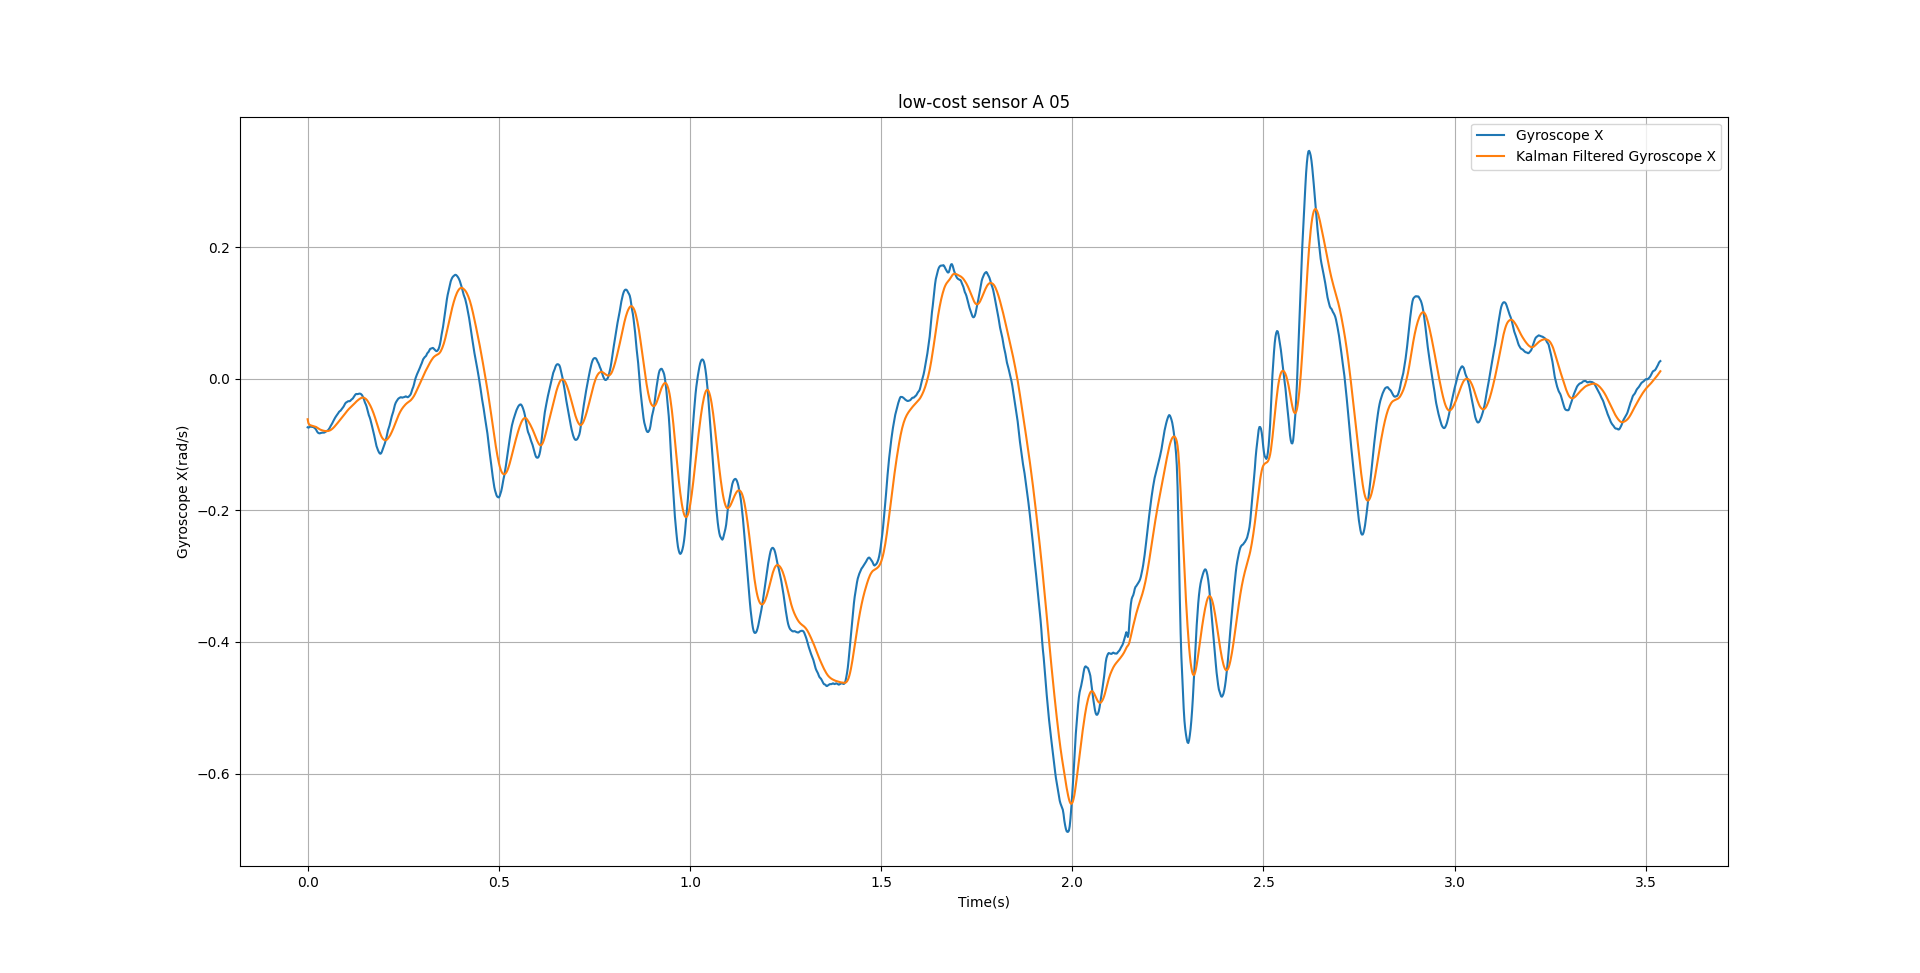 low-cost sensor A 05
Gyroscope X
Kalman Filtered Gyroscope X
Gyroscope X(rad/s)
0.2
0.0
−0.2
−0.4
−0.6
0.0 0.5 1.0 1.5 2.0 2.5 3.0 3.5
Time(s)